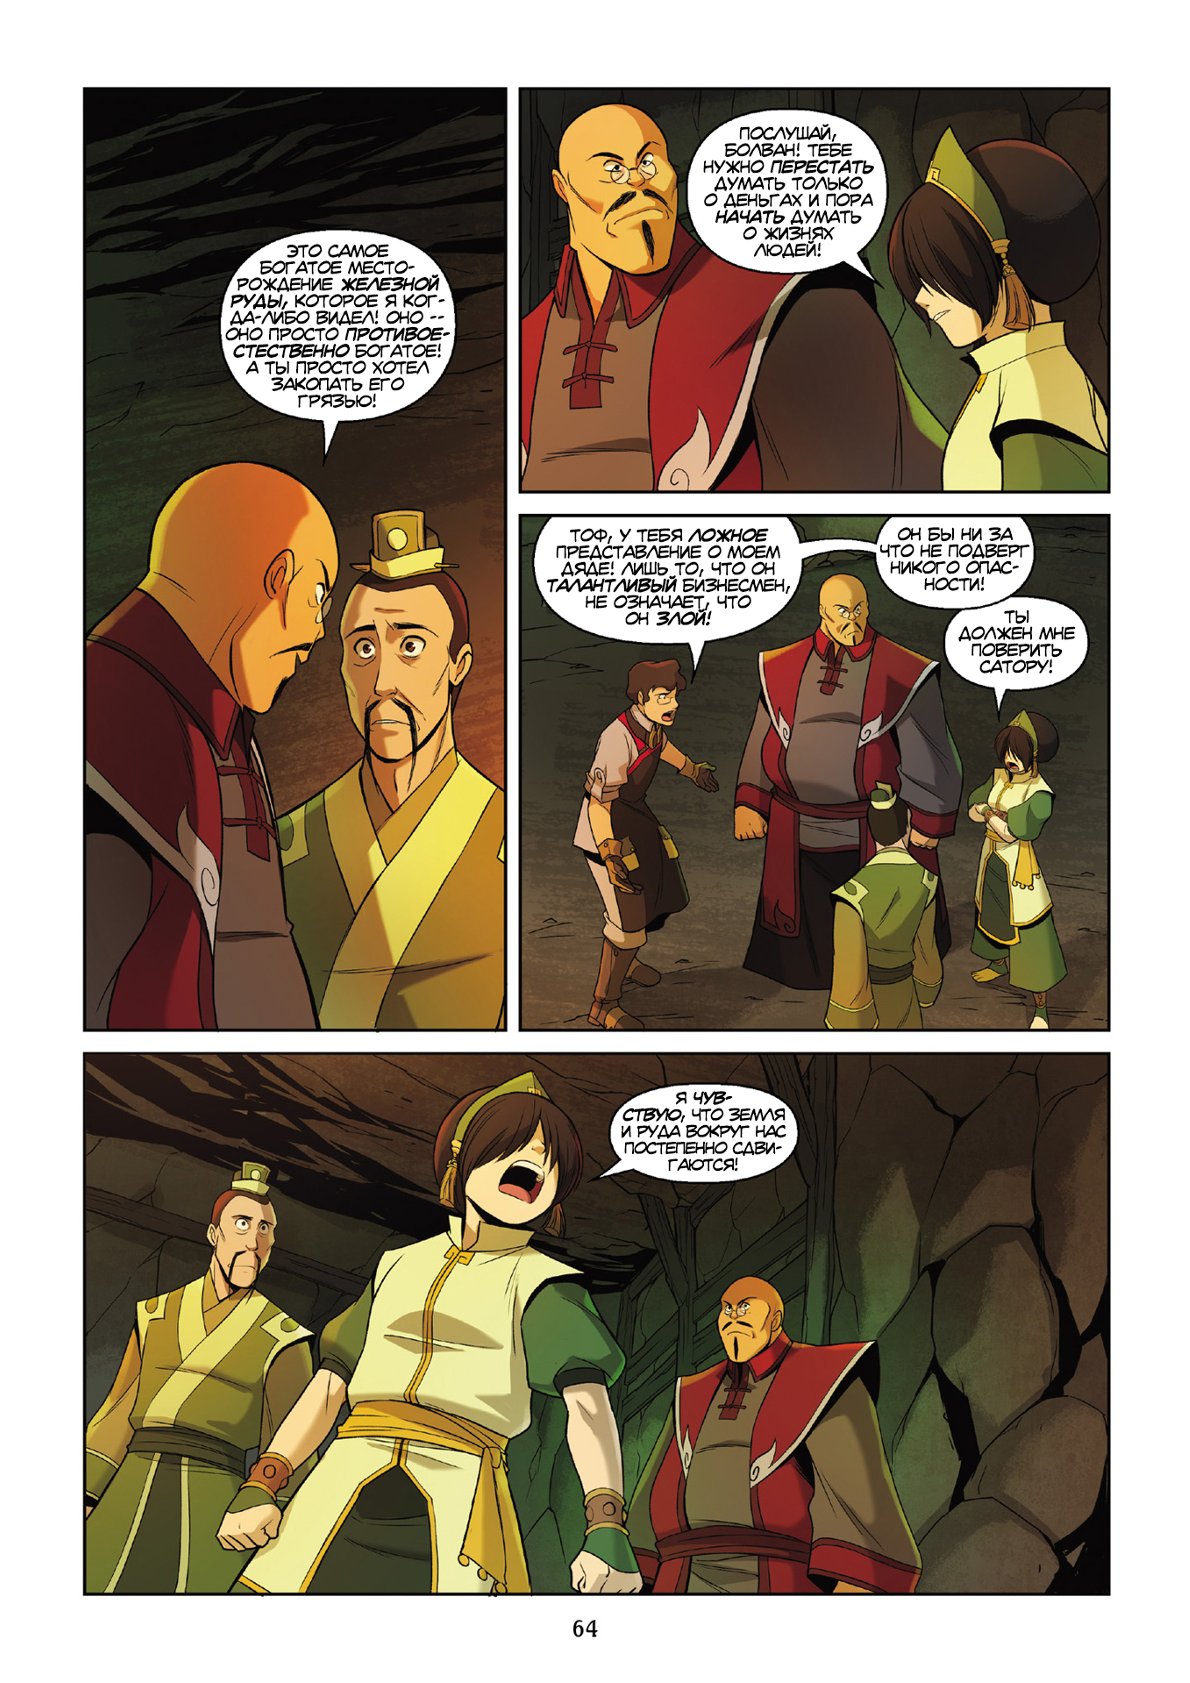 ЭТО САМОЕ
БОГАТОЕ МЕСТО-
РОЖДЕНИЕ ЖЕЛЕЗНОЙ
РУДЫ, КОТОРОЕ Я КОГ-
ДА-ЛИБО ВИДЕЛ! ОНО --
ОНО ПРОСТО ПРОТИВОЕ-
СТЕСТВЕННО БОГАТОЕ!
А ТЫ ПРОСТО ХОТЕЛ
ЗАКОПАТЬ ЕГО
ГРЯЗЬЮ!
ПОСЛУШАЙ,
БОЛВАН! ТЕБЕ
НУЖНО ПЕРЕСТАТЬ
ДУМАТЬ ТОЛЬКО
О ДЕНЬГАХ И ПОРА
НАЧАТЬ ДУМАТЬ
О ЖИЗНЯХ
ЛЮДЕЙ!
ТОФ, У ТЕБЯ ЛОЖНОЕ
ПРЕДСТАВЛЕНИЕ О МОЕМ
ДЯДЕ! ЛИШЬ ТО, ЧТО ОН
ТАЛАНТЛИВЫЙ БИЗНЕСМЕН,
НЕ ОЗНАЧАЕТ, ЧТО
ОН ЗЛОЙ!
ОН БЫ НИ ЗА
ЧТО НЕ ПОДВЕРГ
НИКОГО ОПАС-
НОСТИ!
ТЫ
ДОЛЖЕН МНЕ
ПОВЕРИТЬ
САТОРУ!
Я ЧУВ-
СТВУЮ, ЧТО ЗЕМЛЯ
И РУДА ВОКРУГ НАС
ПОСТЕПЕННО СДВИ-
ГАЮТСЯ!
64